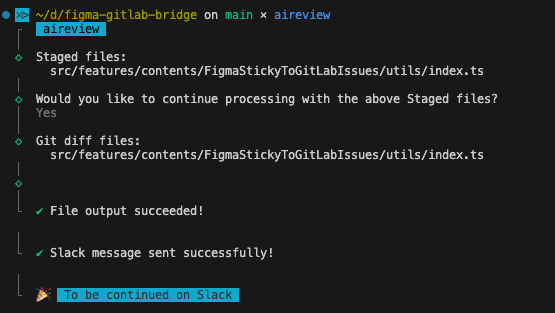 ~/d/figma-gitlab-bridge on main × aireview
aireview
Staged files:
src/features/contents/FigmaStickyToGitLabIssues/utils/index.ts
Would you like to continue processing with the above Staged files?
Yes
Git diff files:
src/features/contents/FigmaStickyToGitLabIssues/utils/index.ts
✔ File output succeeded!
✔ Slack message sent successfully!
🎉 To be continued on Slack